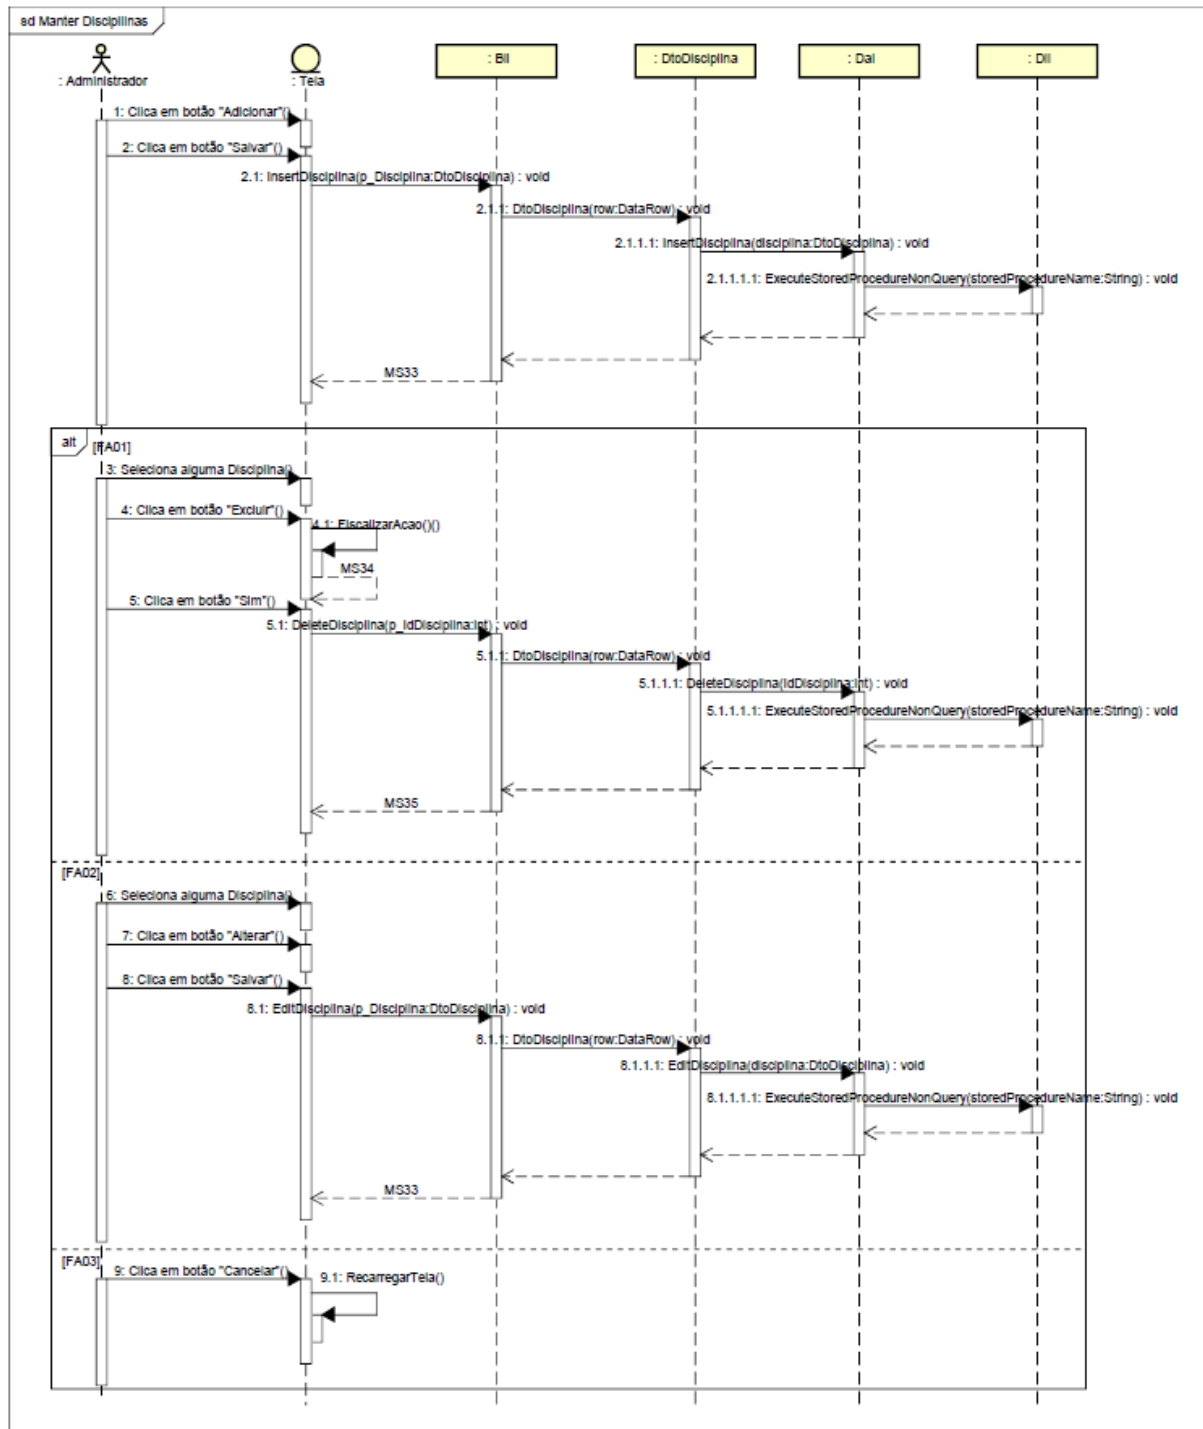 sd Manter Disciplinas
: Administrador
: Tela
: Bll
: DtoDisciplina
: Dal
: Dll
1: Clica em botão "Adicionar"()
2: Clica em botão "Salvar"()
2.1: InsertDisciplina(p_Disciplina:DtoDisciplina) : void
2.1.1: DtoDisciplina(row:DataRow) : void
2.1.1.1: InsertDisciplina(disciplina:DtoDisciplina) : void
2.1.1.1.1: ExecuteStoredProcedureNonQuery(storedProcedureName:String) : void
MS33
alt
[FA01]
3: Seleciona alguma Disciplina()
4: Clica em botão "Excluir"()
4.1: FiscalizarAcao()()
MS34
5: Clica em botão "Sim"()
5.1: DeleteDisciplina(p_IdDisciplina:int) : void
5.1.1: DtoDisciplina(row:DataRow) : void
5.1.1.1: DeleteDisciplina(idDisciplina:int) : void
5.1.1.1.1: ExecuteStoredProcedureNonQuery(storedProcedureName:String) : void
MS35
[FA02]
6: Seleciona alguma Disciplina()
7: Clica em botão "Alterar"()
8: Clica em botão "Salvar"()
8.1: EditDisciplina(p_Disciplina:DtoDisciplina) : void
8.1.1: DtoDisciplina(row:DataRow) : void
8.1.1.1: EditDisciplina(disciplina:DtoDisciplina) : void
8.1.1.1.1: ExecuteStoredProcedureNonQuery(storedProcedureName:String) : void
MS33
[FA03]
9: Clica em botão "Cancelar"()
9.1: RecarregarTela()